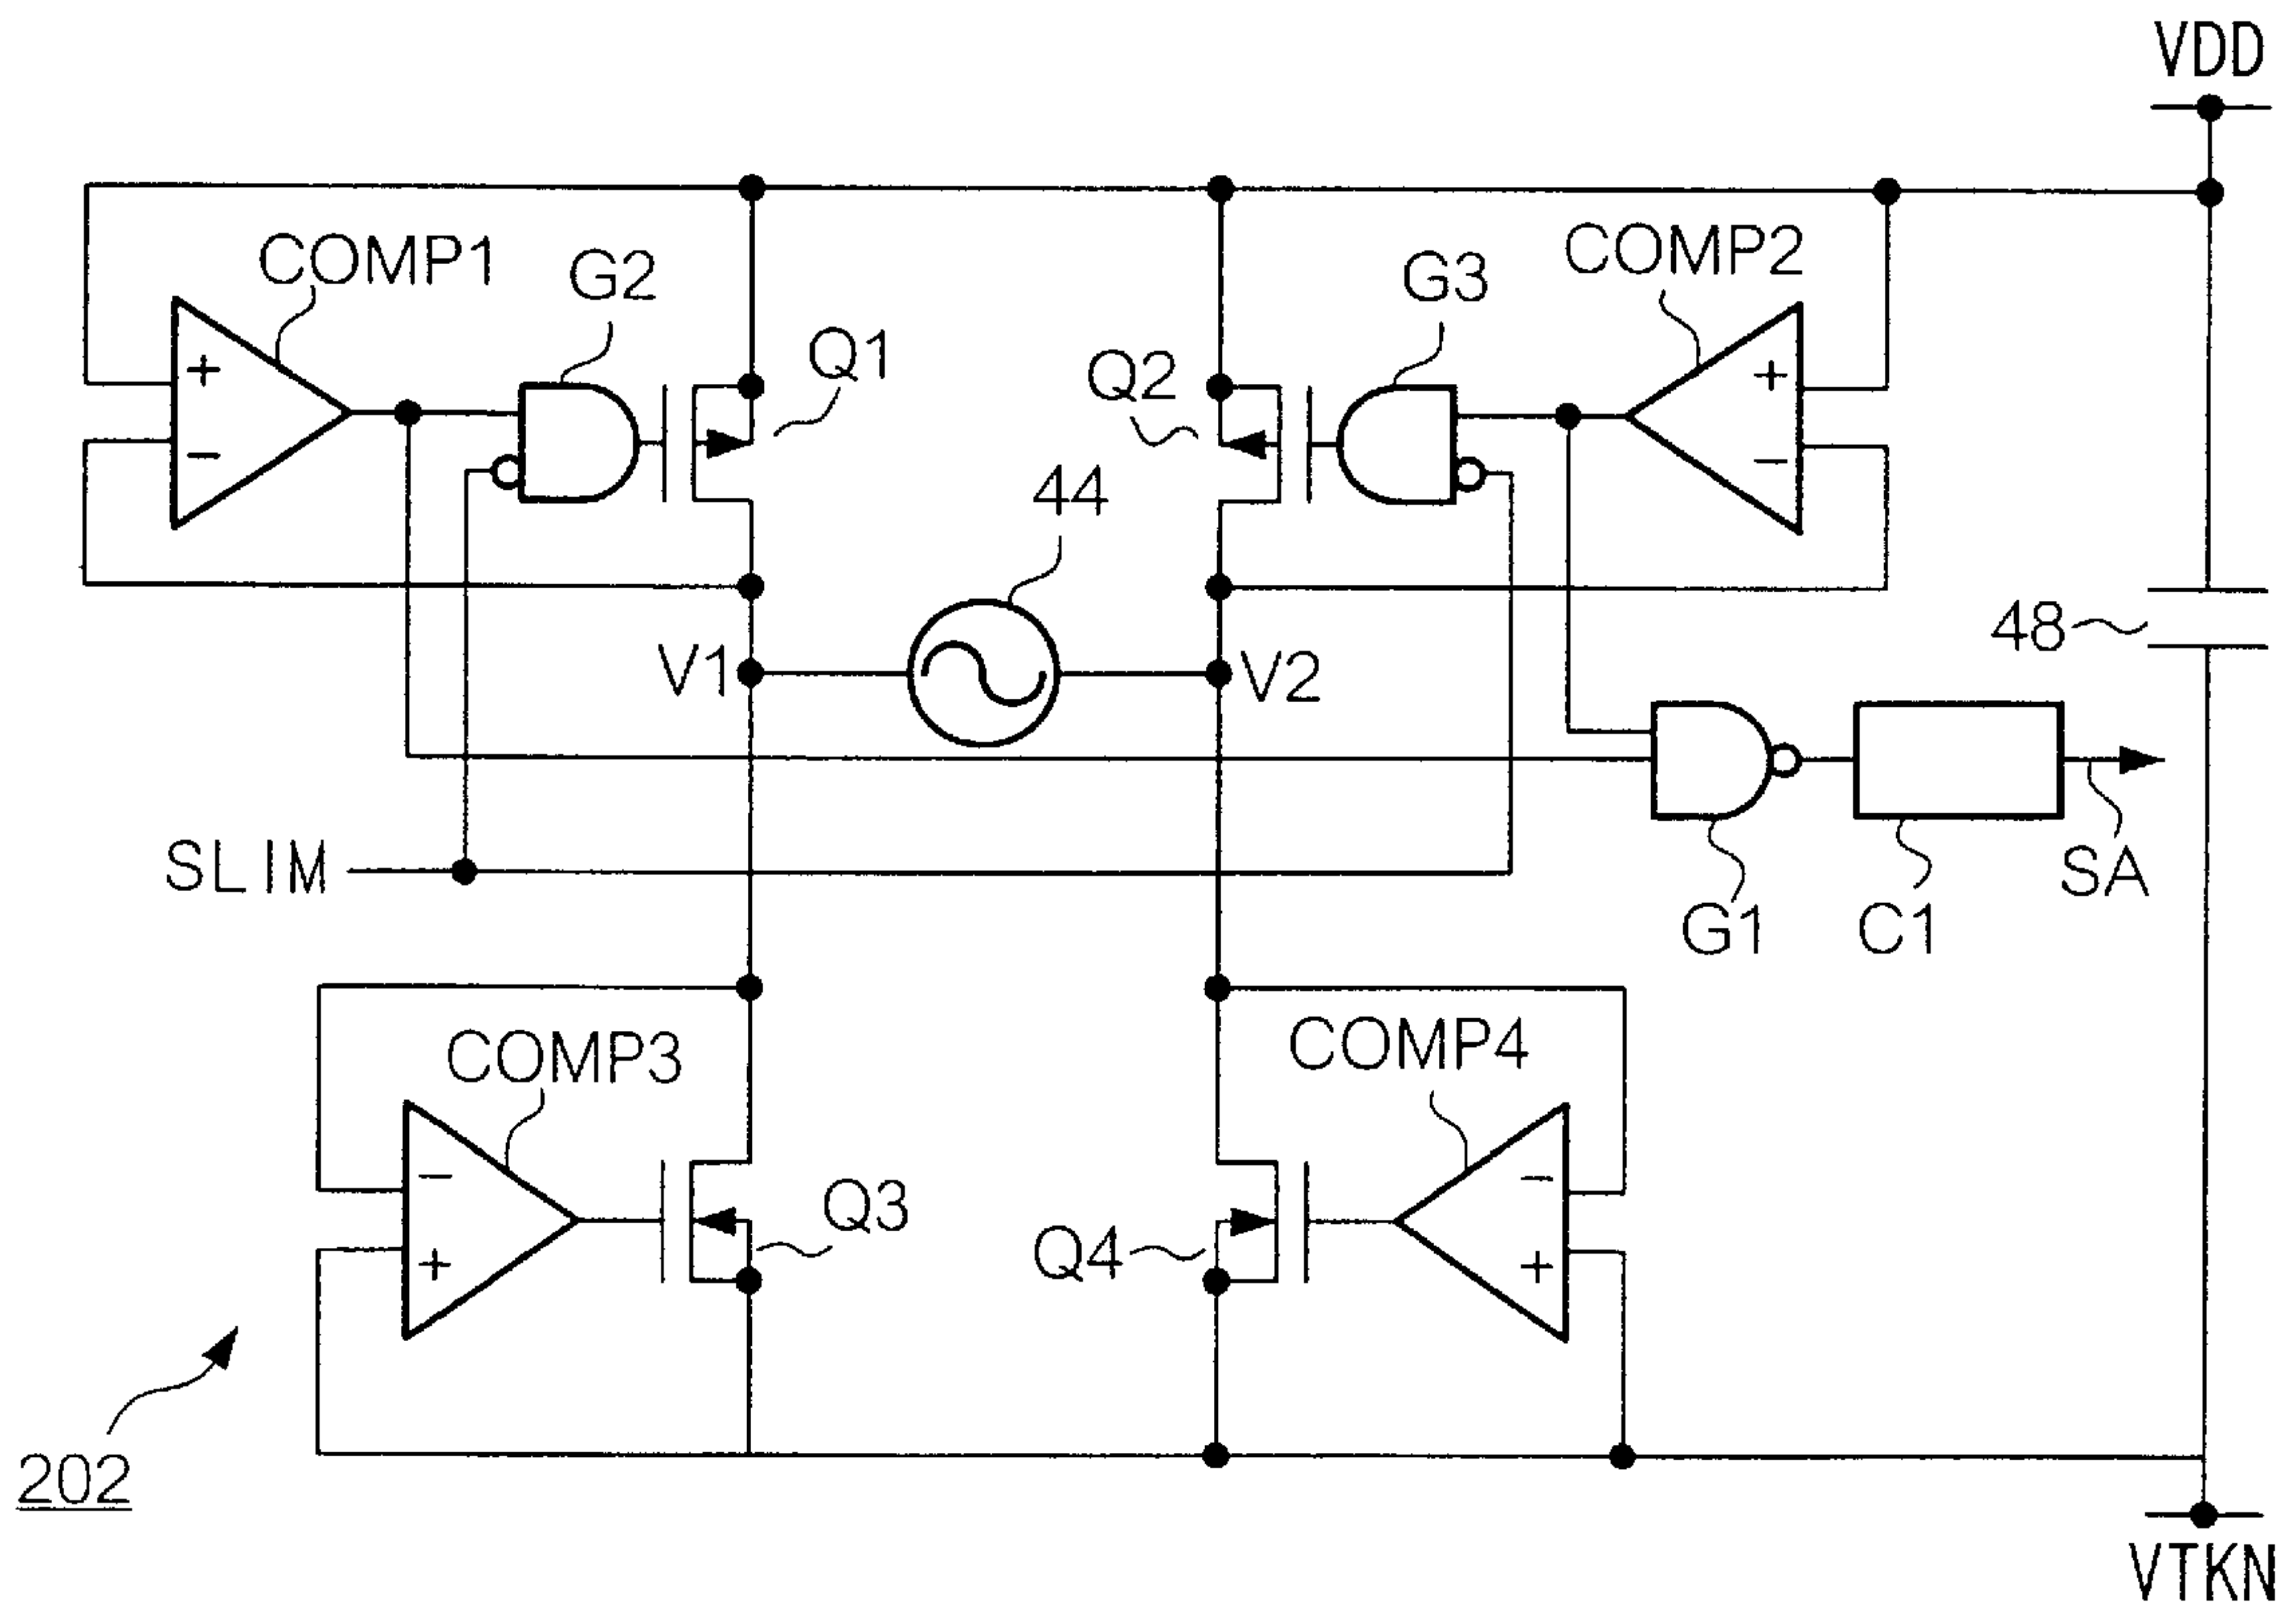 VDD
COMP1
G2
Q1
Q2
G3
COMP2
+
−
+
−
44
48
V1
V2
SLIM
G1
C1
SA
COMP3
COMP4
−
+
Q3
Q4
−
+
202
VTKN